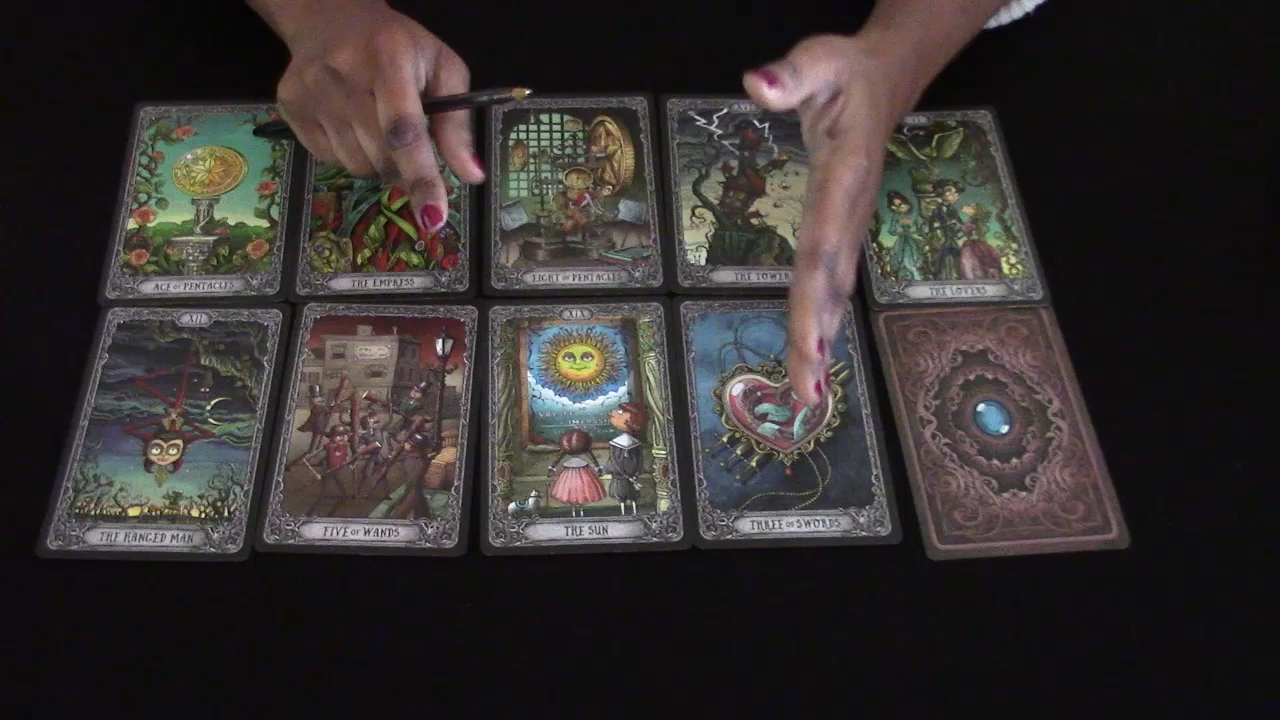 ACE OF PENTACLES
THE EMPRESS
EIGHT OF PENTACLES
THE TOWER
THE LOVERS
XII
THE HANGED MAN
FIVE OF WANDS
XIX
THE SUN
THREE OF SWORDS